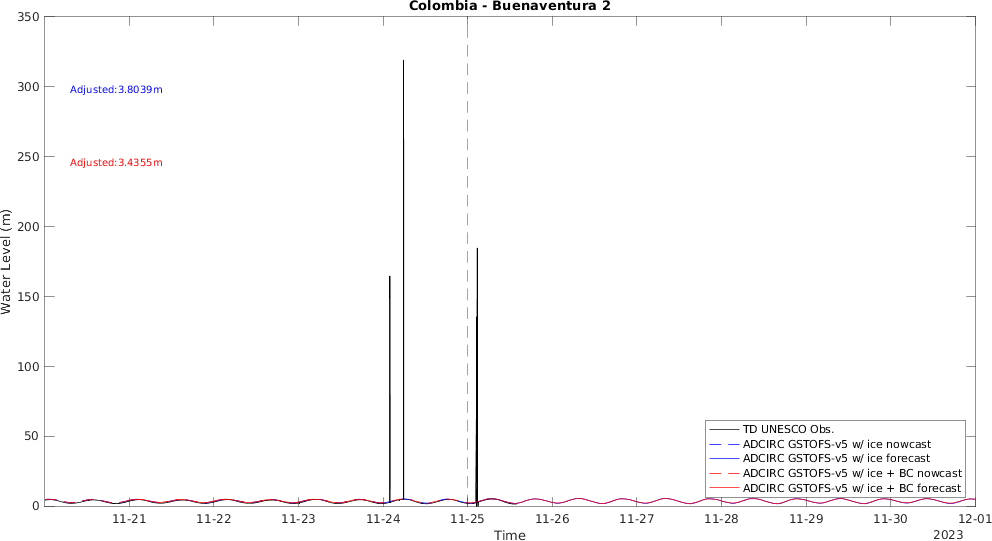 Colombia - Buenaventura 2
350
300
250
200
150
100
50
0
Water Level (m)
Adjusted:3.8039m
Adjusted:3.4355m
TD UNESCO Obs.
ADCIRC GSTOFS-v5 w/ ice nowcast
ADCIRC GSTOFS-v5 w/ ice forecast
ADCIRC GSTOFS-v5 w/ ice + BC nowcast
ADCIRC GSTOFS-v5 w/ ice + BC forecast
11-21 11-22 11-23 11-24 11-25 11-26 11-27 11-28 11-29 11-30 12-01
Time
2023